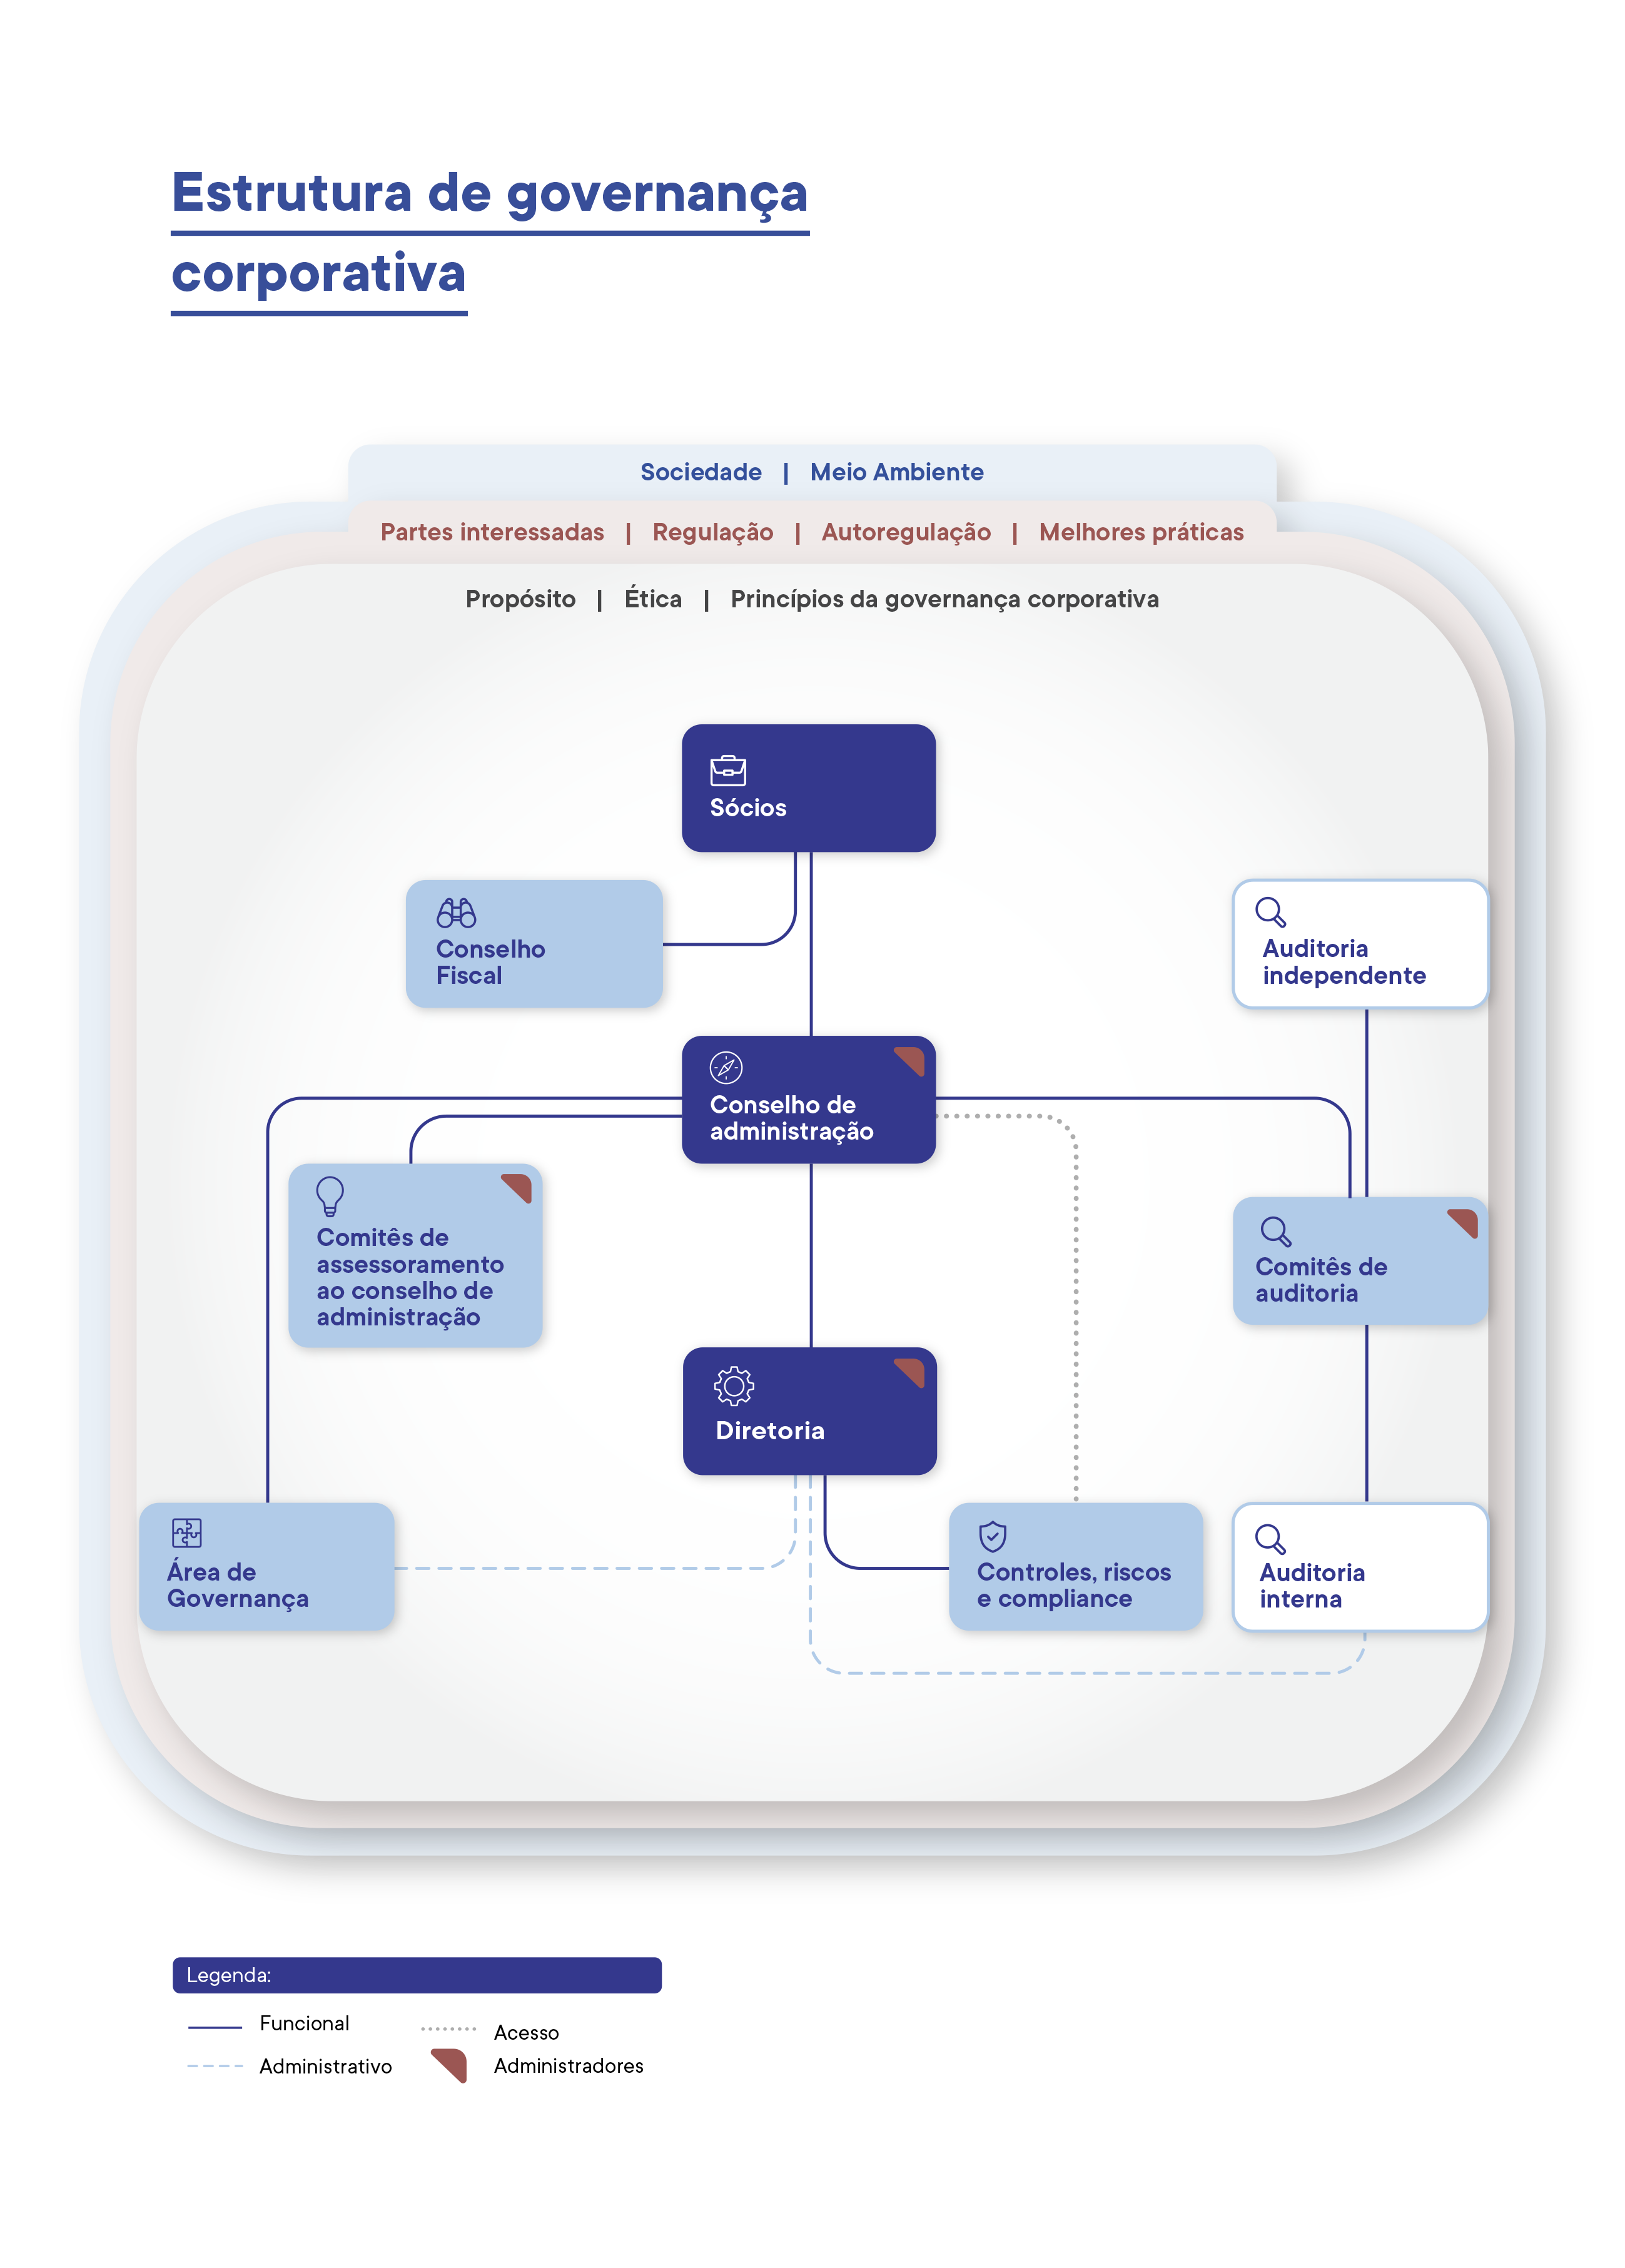 Estrutura de governança
corporativa
Sociedade | Meio Ambiente
Partes interessadas | Regulação | Autoregulação | Melhores práticas
Propósito | Ética | Princípios da governança corporativa
Sócios
Conselho
Fiscal
Auditoria
independente
Conselho de
administração
Comitês de
assessoramento
ao conselho de
administração
Comitês de
auditoria
Diretoria
Área de
Governança
Controles, riscos
e compliance
Auditoria
interna
Legenda:
Funcional
Acesso
Administrativo
Administradores